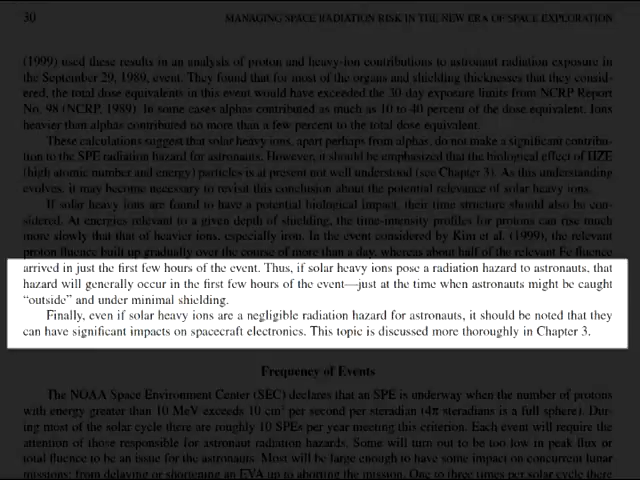 30 MANAGING SPACE RADIATION RISK IN THE NEW ERA OF SPACE EXPLORATION
(1999) used these results in an analysis of proton and heavy-ion contributions to astronaut radiation exposure in
the September 29, 1989, event. They found that for most of the organs and shielding thicknesses that they consid-
ered, the total dose equivalents in this event would have exceeded the 30-day exposure limits from NCRP Report
No. 98 (NCRP, 1989). In some cases alphas contributed as much as 10 to 40 percent of the dose equivalent. Ions
heavier than alphas contributed no more than a few percent to the total dose equivalent.
These calculations suggest that solar heavy ions, apart perhaps from alphas, do not make a significant contribu-
tion to the SPE radiation hazard for astronauts. However, it should be emphasized that the biological effect of HZE
(high atomic number and energy) particles is at present not well understood (see Chapter 3). As this understanding
evolves, it may become necessary to revisit this conclusion about the potential relevance of solar heavy ions.
If solar heavy ions are found to have a potential biological impact, their time structure should also be con-
sidered. At energies relevant to a given depth of shielding, the time-intensity profiles for protons can rise much
more slowly that that of heavier ions, especially iron. In the event considered by Kim et al. (1999), the relevant
proton fluence built up gradually over the course of more than a day, whereas about half of the relevant Fe fluence
arrived in just the first few hours of the event. Thus, if solar heavy ions pose a radiation hazard to astronauts, that
hazard will generally occur in the first few hours of the event—just at the time when astronauts might be caught
“outside” and under minimal shielding.
Finally, even if solar heavy ions are a negligible radiation hazard for astronauts, it should be noted that they
can have significant impacts on spacecraft electronics. This topic is discussed more thoroughly in Chapter 3.
Frequency of Events
The NOAA Space Environment Center (SEC) declares that an SPE is underway when the number of protons
with energy greater than 10 MeV exceeds 10 cm² per second per steradian (4π steradians is a full sphere). Dur-
ing most of the solar cycle there are roughly 10 SPEs per year meeting this criterion. Each event will require the
attention of those responsible for astronaut radiation hazards. Some will turn out to be too low in peak flux or
total fluence to be an issue for the astronauts. Most will be large enough to have some impact on concurrent lunar
missions: from delaying or shortening an EVA up to aborting the mission. One to three times per solar cycle there